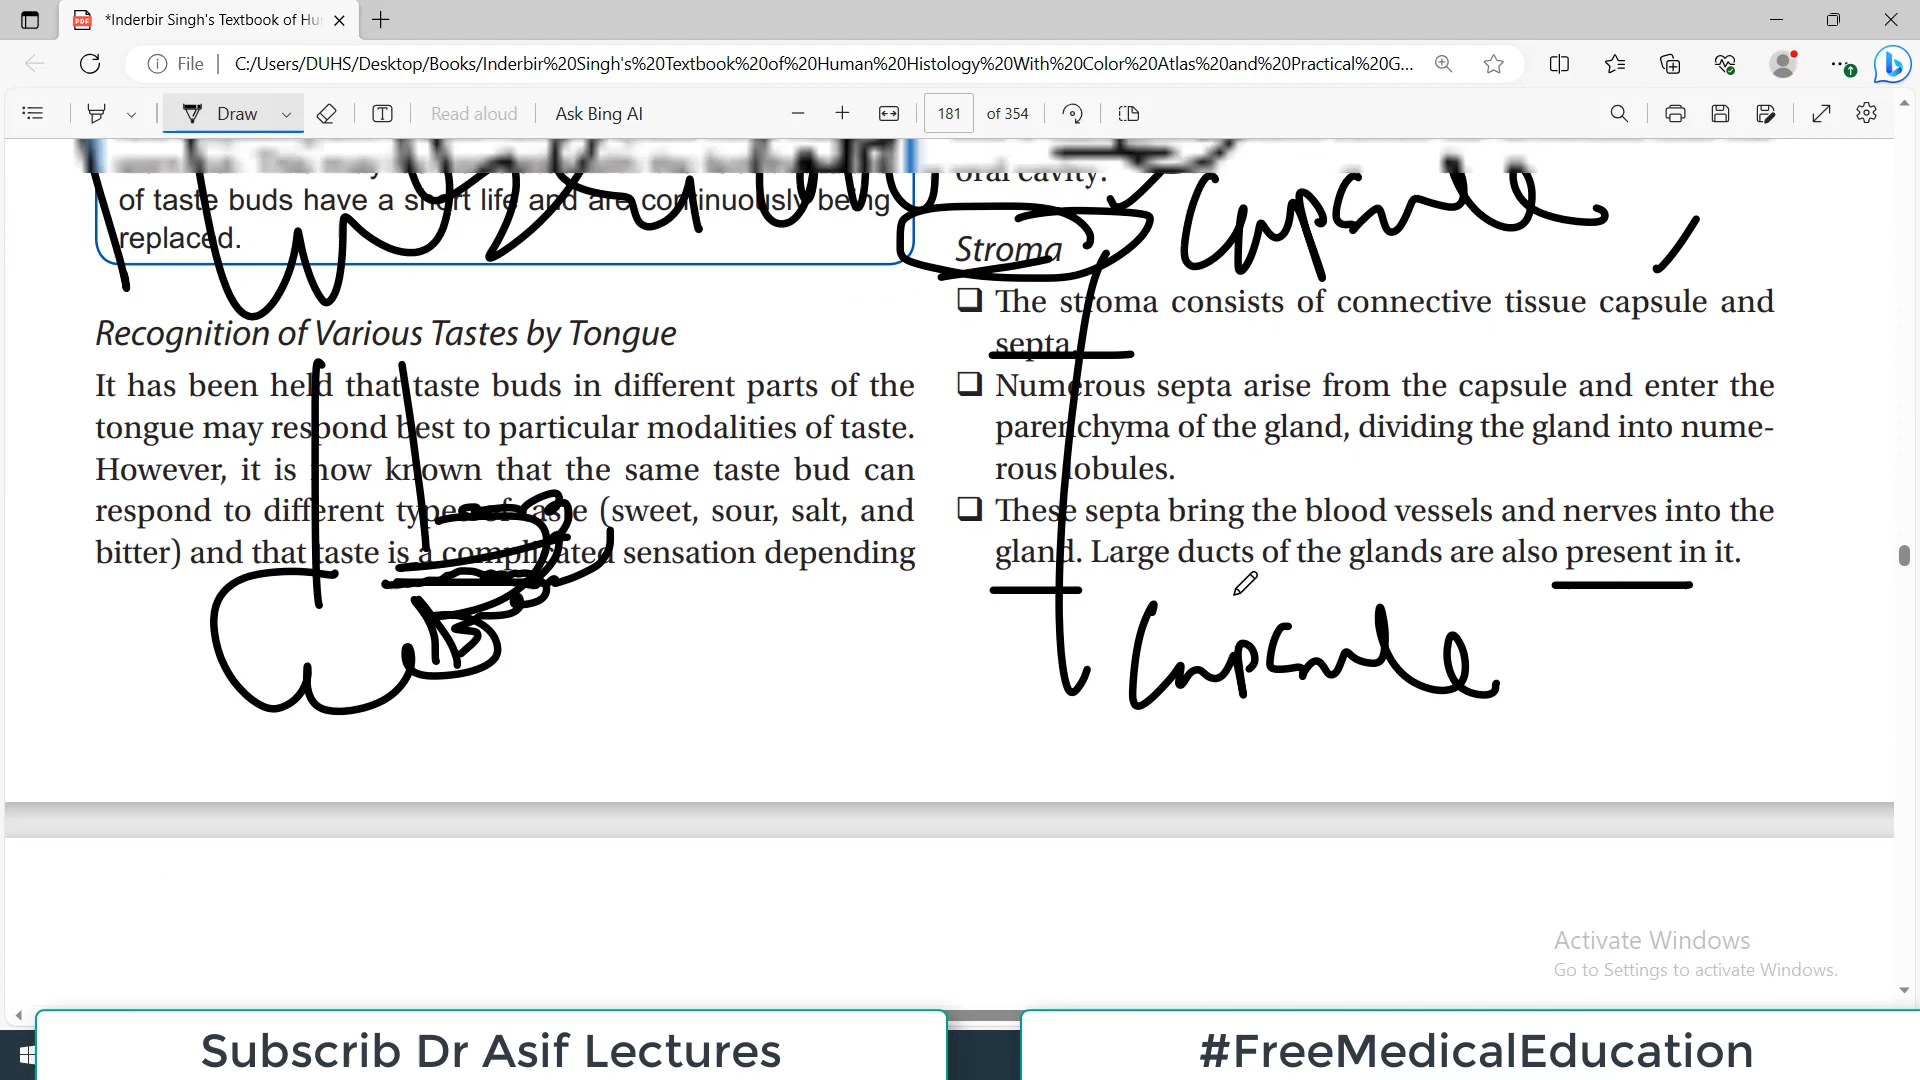 *Inderbir Singh's Textbook of Hu
File
C:/Users/DUHS/Desktop/Books/Inderbir%20Singh's%20Textbook%20of%20Human%20Histology%20With%20Color%20Atlas%20and%20Practical%20G...
Draw
Read aloud
Ask Bing AI
181
of 354
of taste buds have a short life and are continuously being
replaced.
Recognition of Various Tastes by Tongue
It has been held that taste buds in different parts of the
tongue may respond best to particular modalities of taste.
However, it is now known that the same taste bud can
respond to different types of taste (sweet, sour, salt, and
bitter) and that taste is a complicated sensation depending
oral cavity.
Capsule,
Stroma
❑ The stroma consists of connective tissue capsule and
septa.
❑ Numerous septa arise from the capsule and enter the
parenchyma of the gland, dividing the gland into nume-
rous lobules.
❑ These septa bring the blood vessels and nerves into the
gland. Large ducts of the glands are also present in it.
Capsule
Activate Windows
Go to Settings to activate Windows.
Subscrib Dr Asif Lectures
#FreeMedicalEducation